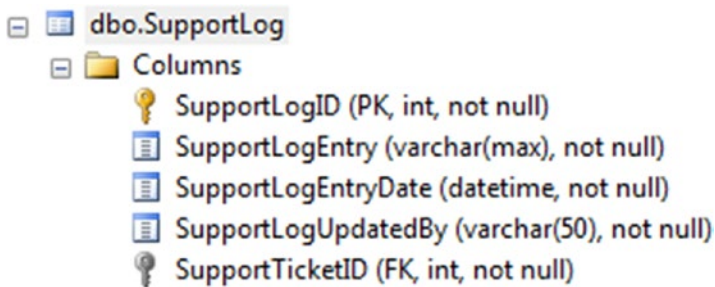 dbo.SupportLog
Columns
SupportLogID (PK, int, not null)
SupportLogEntry (varchar(max), not null)
SupportLogEntryDate (datetime, not null)
SupportLogUpdatedBy (varchar(50), not null)
SupportTicketID (FK, int, not null)